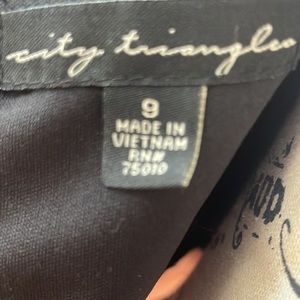 city triangles
9
MADE IN
VIETNAM
RN#
75010